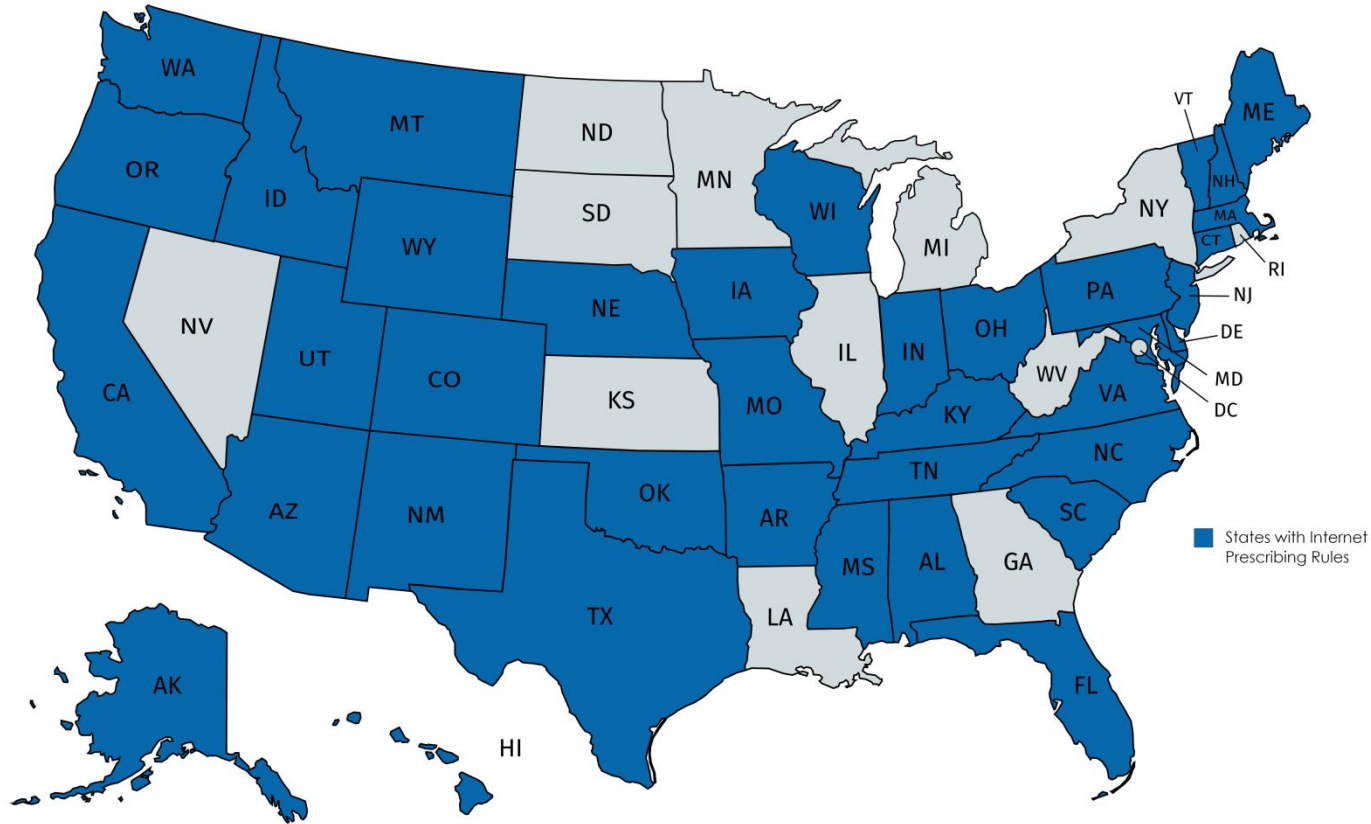 WA
MT
ND
MN
VT
ME
OR
ID
WY
SD
WI
MI
NY
NH
MA
CT
RI
NV
UT
CO
NE
IA
IL
IN
OH
PA
NJ
DE
MD
DC
CA
KS
MO
KY
WV
VA
AZ
NM
OK
AR
TN
NC
SC
TX
LA
MS
AL
GA
FL
AK
HI
States with Internet
Prescribing Rules